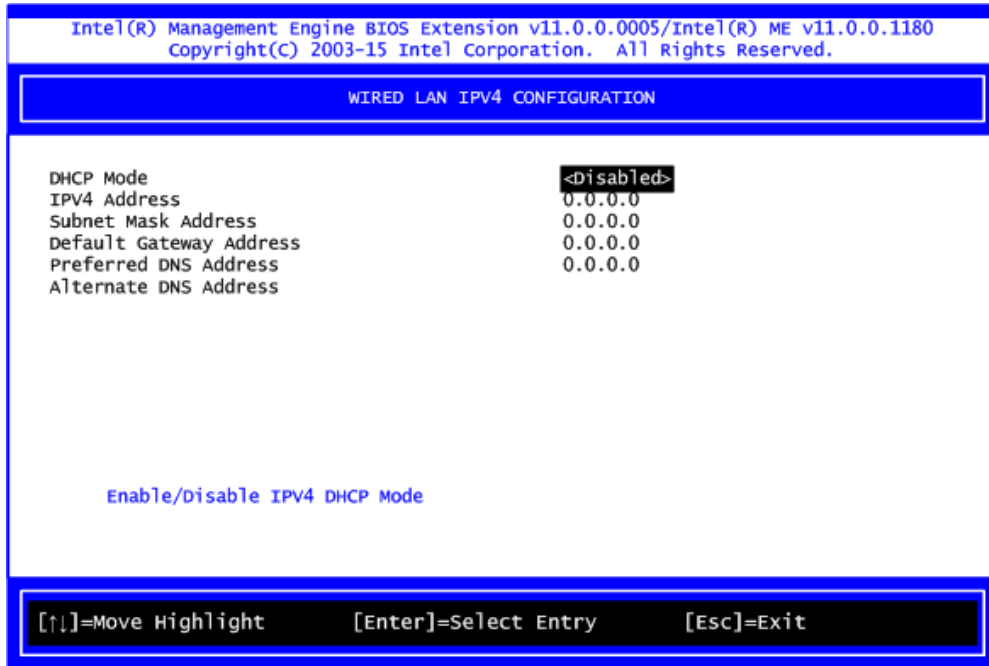 Intel(R) Management Engine BIOS Extension v11.0.0.0005/Intel(R) ME v11.0.0.1180
Copyright(C) 2003-15 Intel Corporation. All Rights Reserved.
WIRED LAN IPV4 CONFIGURATION
DHCP Mode <Disabled>
IPV4 Address 0.0.0.0
Subnet Mask Address 0.0.0.0
Default Gateway Address 0.0.0.0
Preferred DNS Address 0.0.0.0
Alternate DNS Address
Enable/Disable IPV4 DHCP Mode
[↑↓]=Move Highlight [Enter]=Select Entry [Esc]=Exit